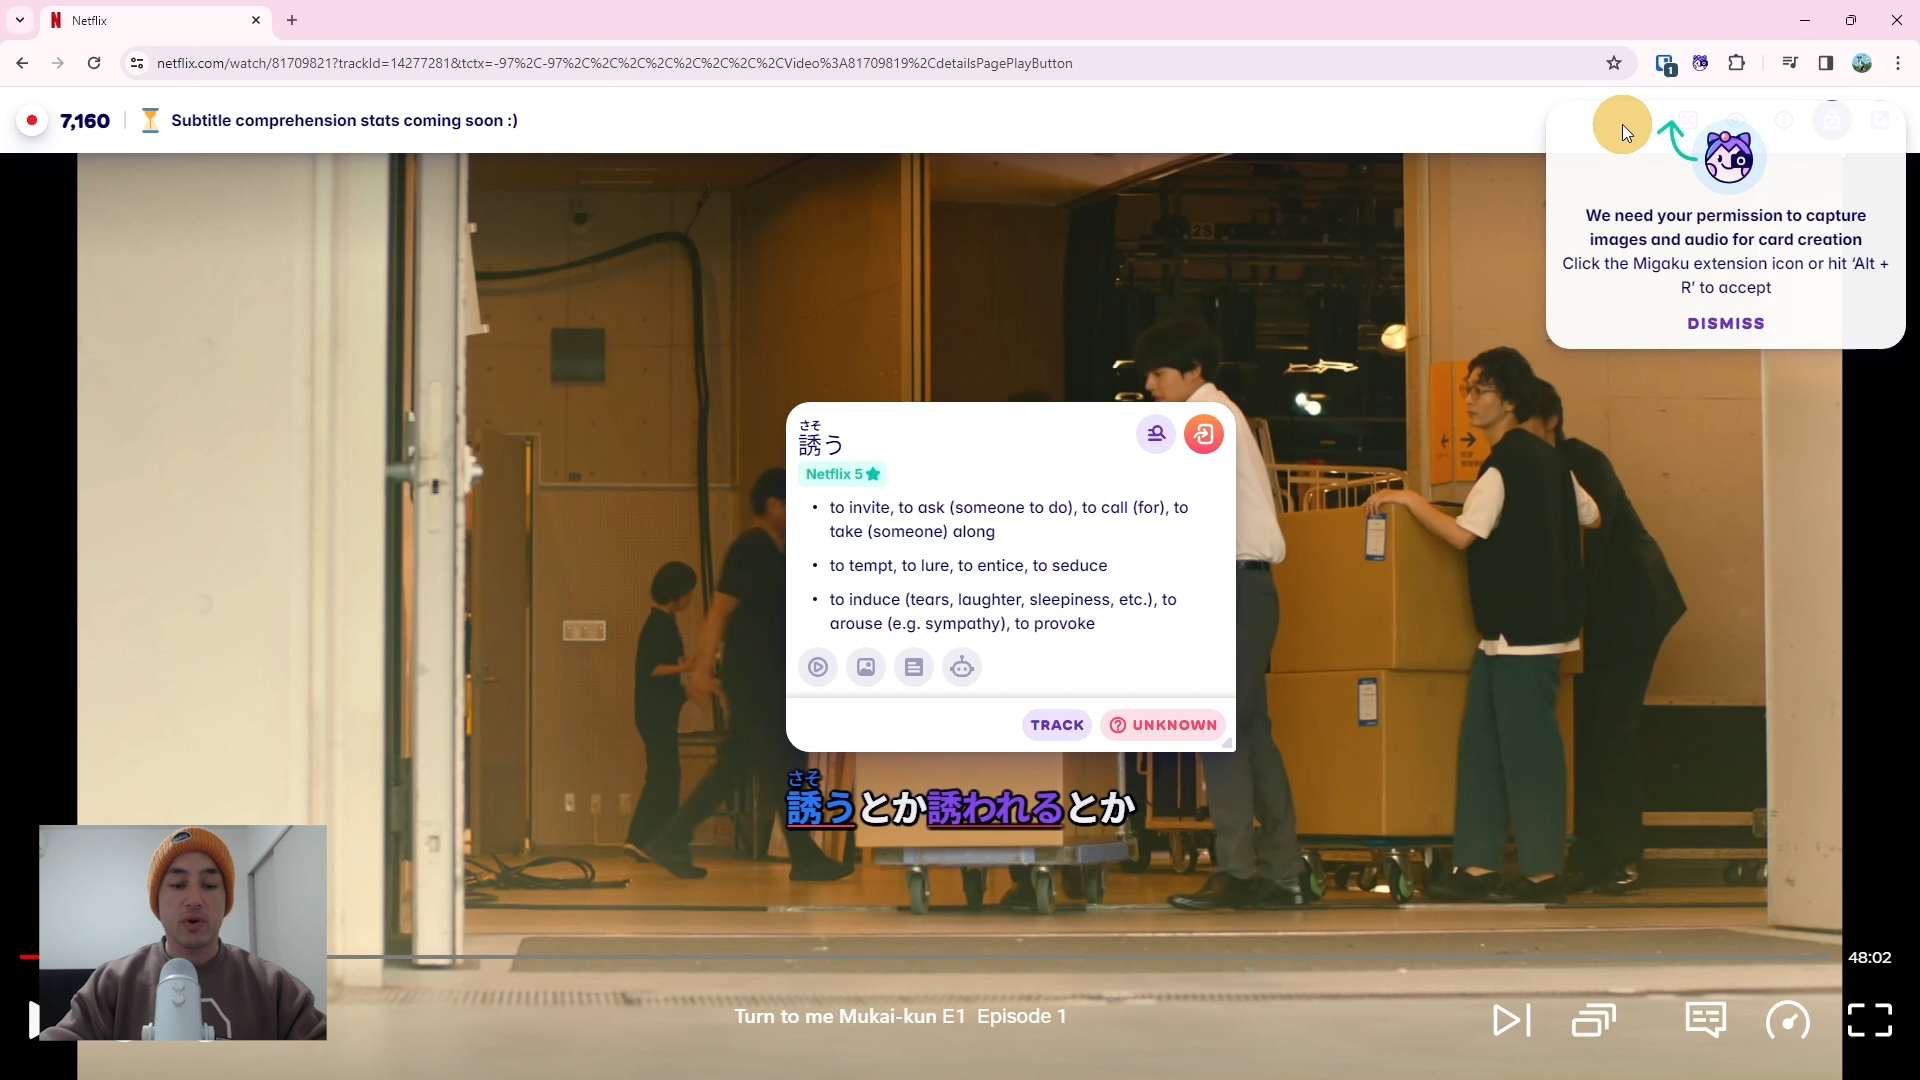 Netflix
netflix.com/watch/81709821?trackId=14277281&tctx=-97%2C-97%2C%2C%2C%2C%2C%2C%2C%2C%2CVideo%3A81709819%2CdetailsPagePlayButton
1
7,160
Subtitle comprehension stats coming soon :)
We need your permission to capture
images and audio for card creation
Click the Migaku extension icon or hit ‘Alt +
R’ to accept
DISMISS
さそ
誘う
Netflix 5
• to invite, to ask (someone to do), to call (for), to
take (someone) along
• to tempt, to lure, to entice, to seduce
• to induce (tears, laughter, sleepiness, etc.), to
arouse (e.g. sympathy), to provoke
TRACK
UNKNOWN
さそ
誘うとか誘われるとか
48:02
Turn to me Mukai-kun E1 Episode 1